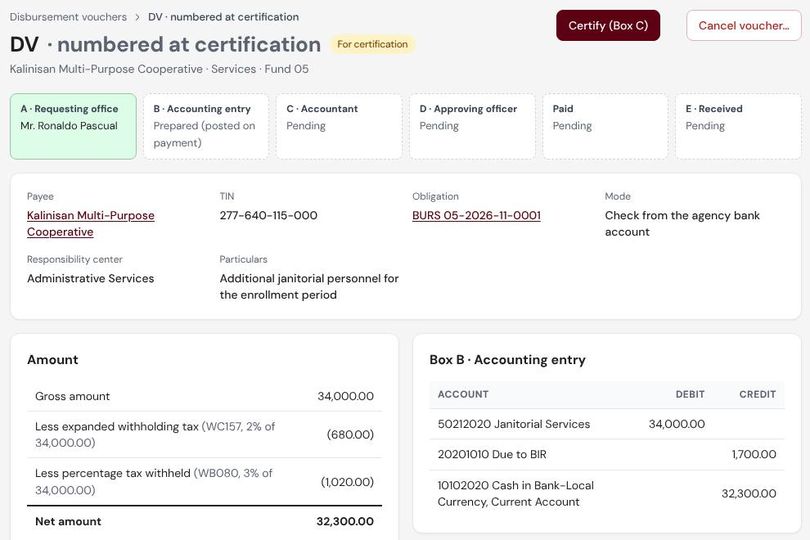 Disbursement vouchers > DV · numbered at certification
DV · numbered at certification For certification
Kalinisan Multi-Purpose Cooperative · Services · Fund 05
Certify (Box C) Cancel voucher...
A · Requesting office
Mr. Ronaldo Pascual
B · Accounting entry
Prepared (posted on
payment)
C · Accountant
Pending
D · Approving officer
Pending
Paid
Pending
E · Received
Pending
Payee
Kalinisan Multi-Purpose
Cooperative
TIN
277-640-115-000
Obligation
BURS 05-2026-11-0001
Mode
Check from the agency bank
account
Responsibility center
Administrative Services
Particulars
Additional janitorial personnel for
the enrollment period
Amount
Gross amount 34,000.00
Less expanded withholding tax (WC157, 2% of
34,000.00) (680.00)
Less percentage tax withheld (WB080, 3% of
34,000.00) (1,020.00)
Net amount 32,300.00
Box B · Accounting entry
ACCOUNT DEBIT CREDIT
50212020 Janitorial Services 34,000.00
20201010 Due to BIR 1,700.00
10102020 Cash in Bank-Local
Currency, Current Account 32,300.00